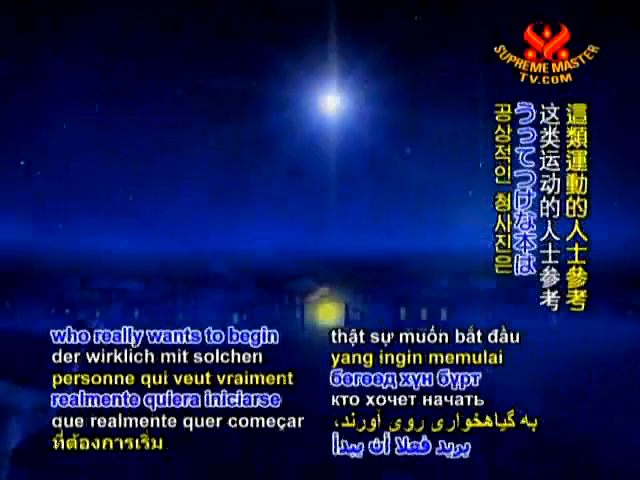 SUPREME MASTER
TV.COM
這類運動的人士參考
这类运动的人士参考
うってつけな本は
공상적인 청사진은
who really wants to begin
der wirklich mit solchen
personne qui veut vraiment
realmente quiera iniciarse
que realmente quer começar
ที่ต้องการเริ่ม
thật sự muốn bắt đầu
yang ingin memulai
бөгөөд хүн бүрт
кто хочет начать
به گیاهخواری روی آورند،
يريد فعلا أن يبدأ